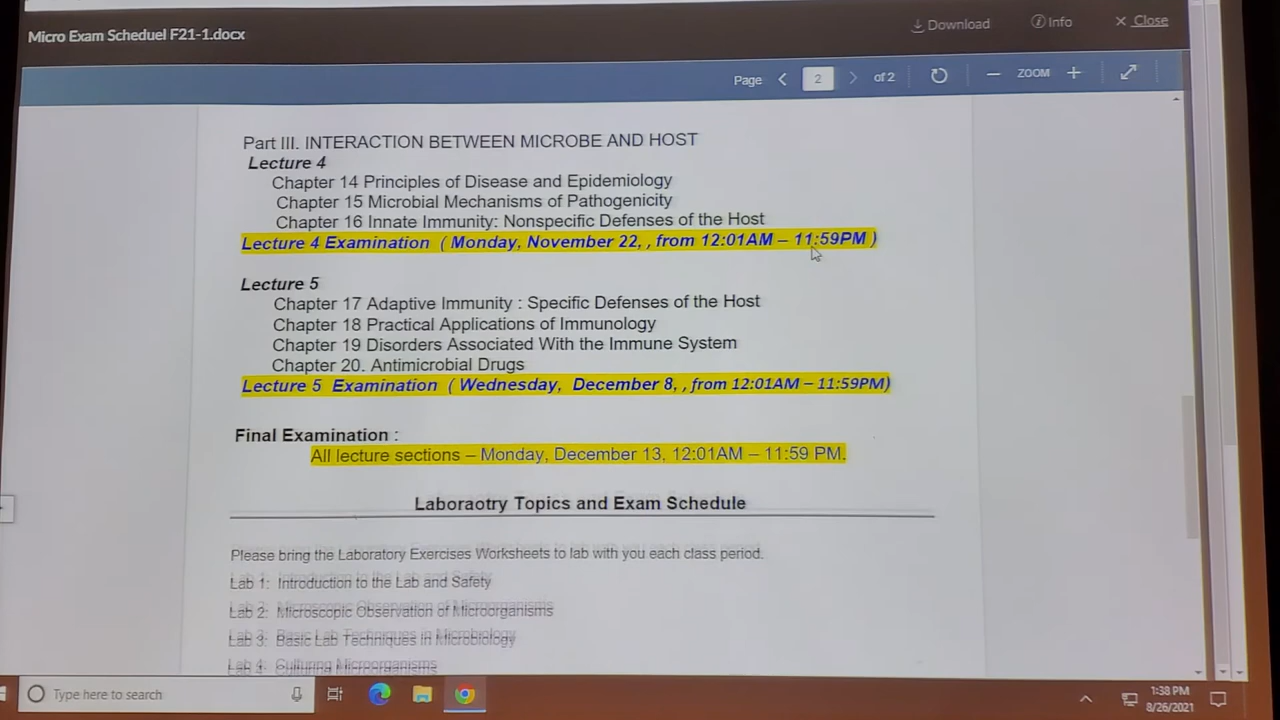 Micro Exam Scheduel F21-1.docx
Download
Info
Close
Page 2 of 2
ZOOM
Part III. INTERACTION BETWEEN MICROBE AND HOST
Lecture 4
Chapter 14 Principles of Disease and Epidemiology
Chapter 15 Microbial Mechanisms of Pathogenicity
Chapter 16 Innate Immunity: Nonspecific Defenses of the Host
Lecture 4 Examination ( Monday, November 22, , from 12:01AM – 11:59PM )
Lecture 5
Chapter 17 Adaptive Immunity : Specific Defenses of the Host
Chapter 18 Practical Applications of Immunology
Chapter 19 Disorders Associated With the Immune System
Chapter 20. Antimicrobial Drugs
Lecture 5 Examination ( Wednesday, December 8, , from 12:01AM – 11:59PM)
Final Examination :
All lecture sections – Monday, December 13, 12:01AM – 11:59 PM.
Laboraotry Topics and Exam Schedule
Please bring the Laboratory Exercises Worksheets to lab with you each class period.
Lab 1: Introduction to the Lab and Safety
Lab 2: Microscopic Observation of Microorganisms
Lab 3: Basic Lab Techniques in Microbiology
Lab 4: Culturing Microorganisms
Type here to search
1:38 PM
8/26/2021